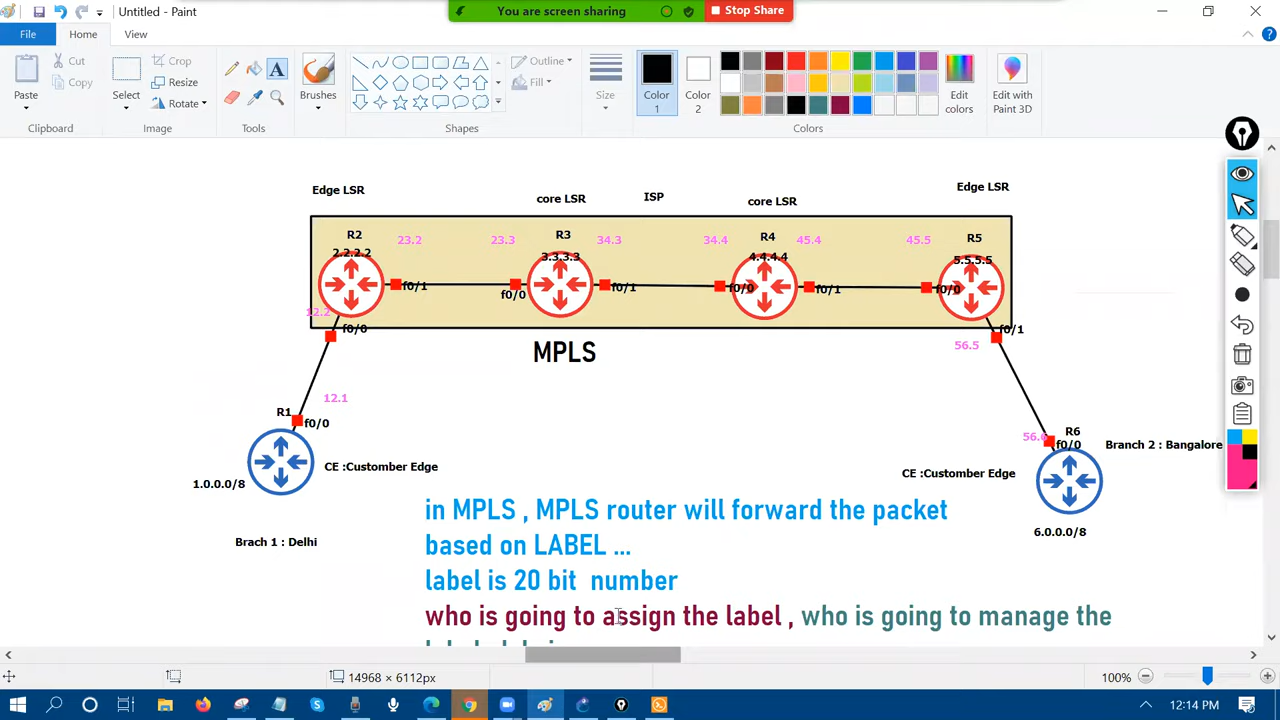 Untitled - Paint
You are screen sharing
Stop Share
File
Home
View
Paste
Cut
Copy
Clipboard
Select
Crop
Resize
Rotate
Image
Tools
Brushes
Shapes
Outline
Fill
Size
Color 1
Color 2
Colors
Edit colors
Edit with Paint 3D
Edge LSR
core LSR
ISP
core LSR
Edge LSR
R2
2.2.2.2
23.2
23.3
R3
3.3.3.3
34.3
34.4
R4
4.4.4.4
45.4
45.5
R5
5.5.5.5
f0/1
f0/0
f0/1
f0/0
f0/1
f0/0
12.2
f0/0
f0/1
MPLS
56.5
12.1
R1
f0/0
56.6
R6
f0/0
Branch 2 : Bangalore
CE :Customber Edge
CE :Customber Edge
1.0.0.0/8
6.0.0.0/8
Brach 1 : Delhi
in MPLS , MPLS router will forward the packet
based on LABEL ...
label is 20 bit number
who is going to assign the label , who is going to manage the
14968 × 6112px
100%
12:14 PM